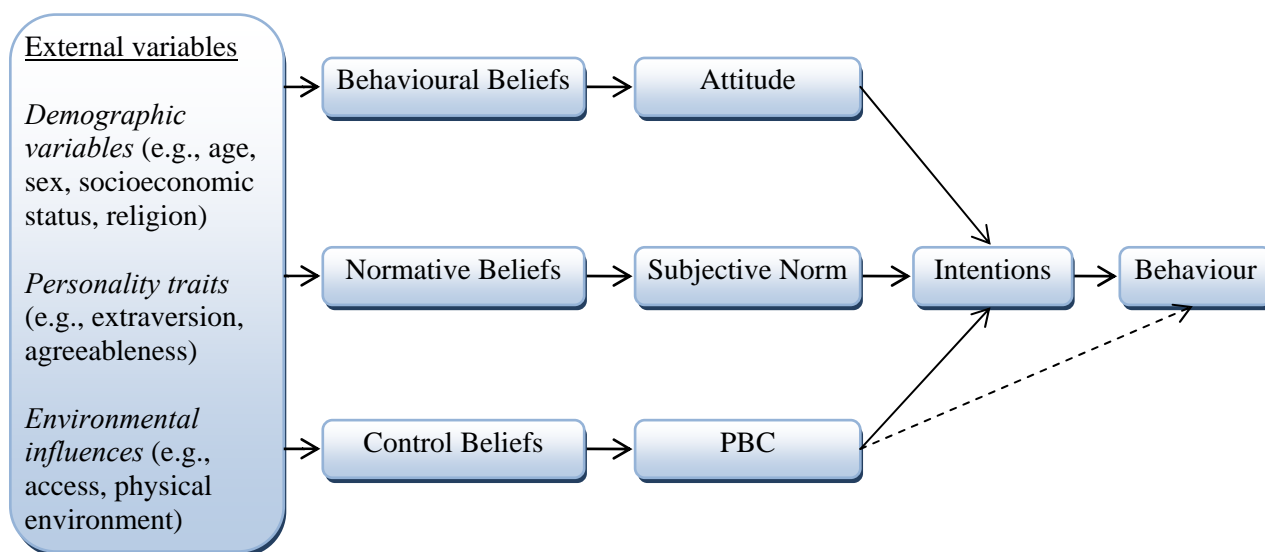 External variables
Demographic
variables (e.g., age,
sex, socioeconomic
status, religion)
Personality traits
(e.g., extraversion,
agreeableness)
Environmental
influences (e.g.,
access, physical
environment)
Behavioural Beliefs
Attitude
Normative Beliefs
Subjective Norm
Intentions
Behaviour
Control Beliefs
PBC